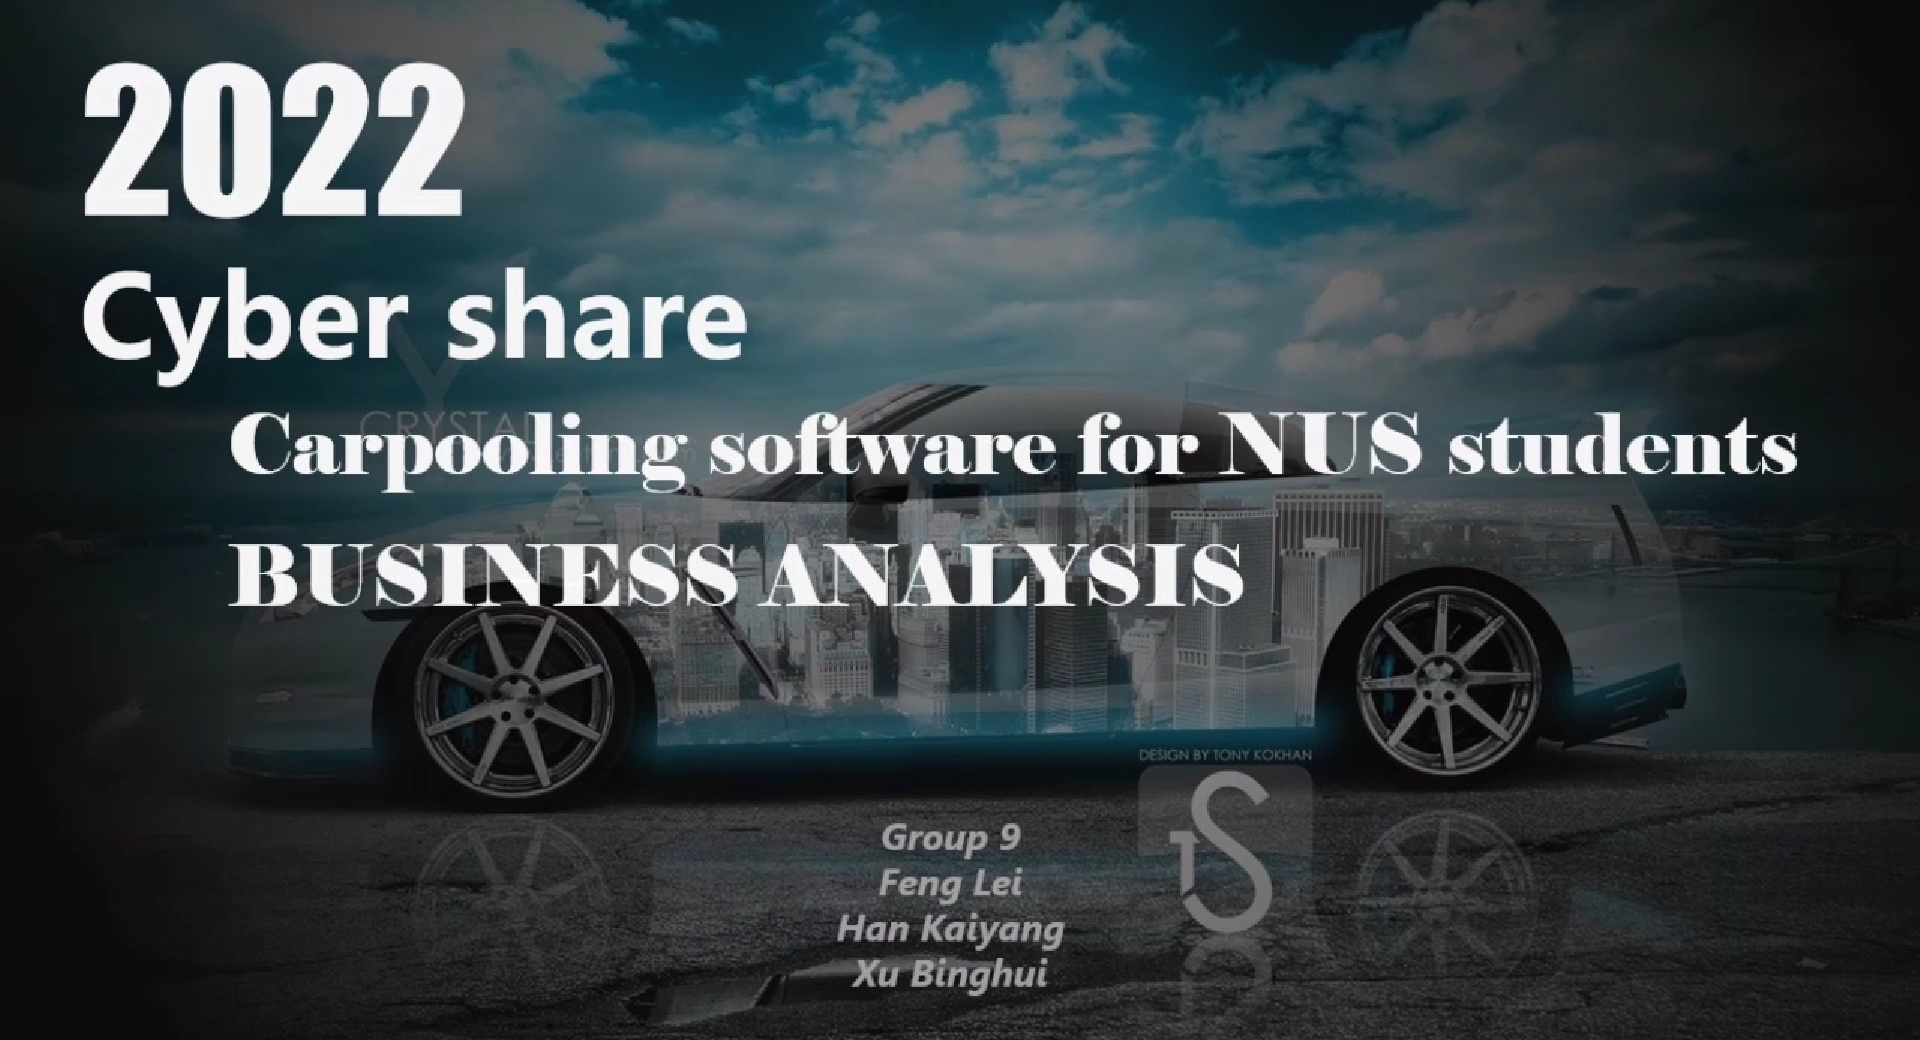 2022
Cyber share
CRYSTAL
Carpooling software for NUS students
BUSINESS ANALYSIS
DESIGN BY TONY KOKHAN
Group 9
Feng Lei
Han Kaiyang
Xu Binghui